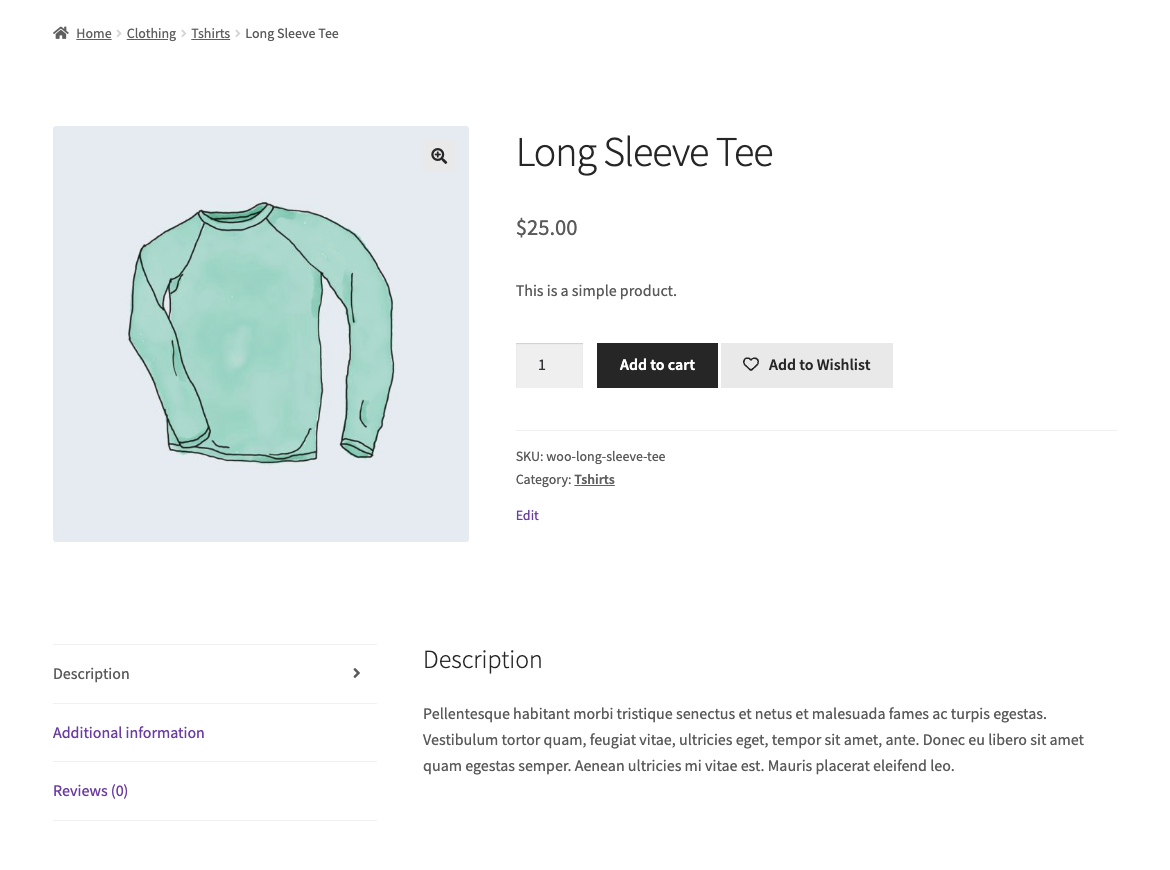 Home Clothing Tshirts Long Sleeve Tee
Long Sleeve Tee
$25.00
This is a simple product.
1 Add to cart Add to Wishlist
SKU: woo-long-sleeve-tee
Category: Tshirts
Edit
Description
Additional information
Reviews (0)
Description
Pellentesque habitant morbi tristique senectus et netus et malesuada fames ac turpis egestas.
Vestibulum tortor quam, feugiat vitae, ultricies eget, tempor sit amet, ante. Donec eu libero sit amet
quam egestas semper. Aenean ultricies mi vitae est. Mauris placerat eleifend leo.